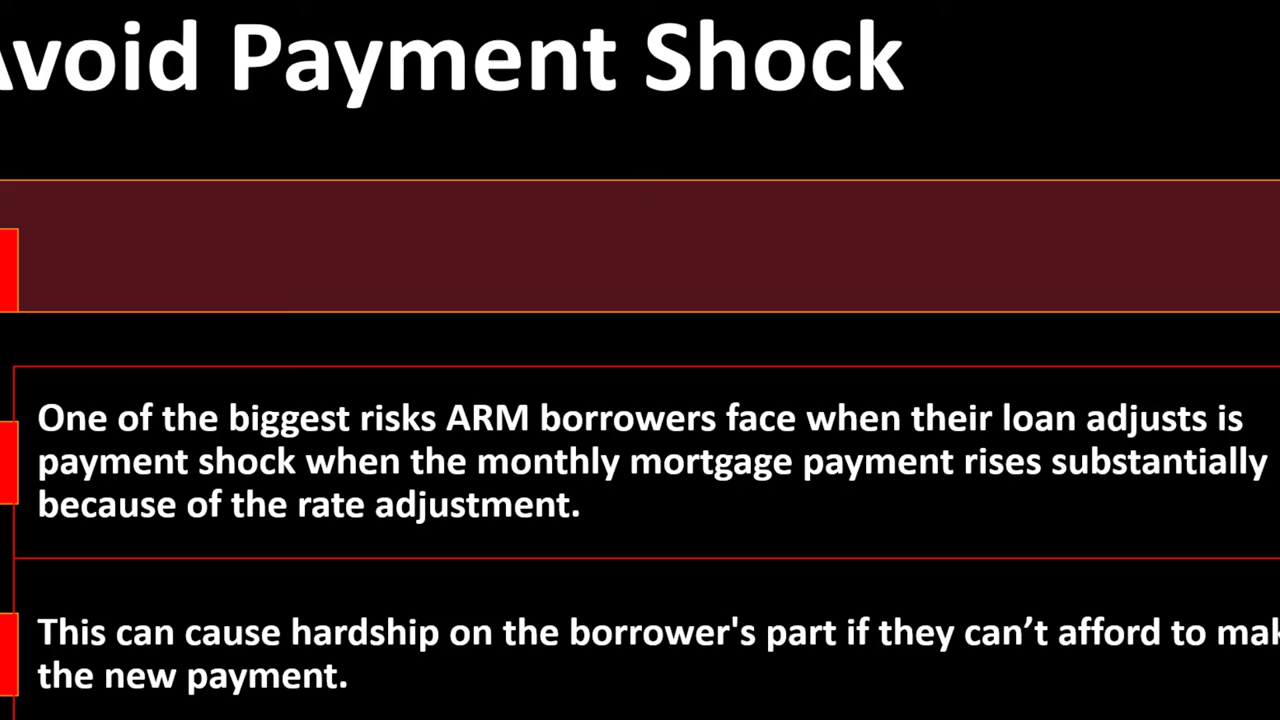 Avoid Payment Shock
One of the biggest risks ARM borrowers face when their loan adjusts is
payment shock when the monthly mortgage payment rises substantially
because of the rate adjustment.
This can cause hardship on the borrower's part if they can’t afford to mak
the new payment.